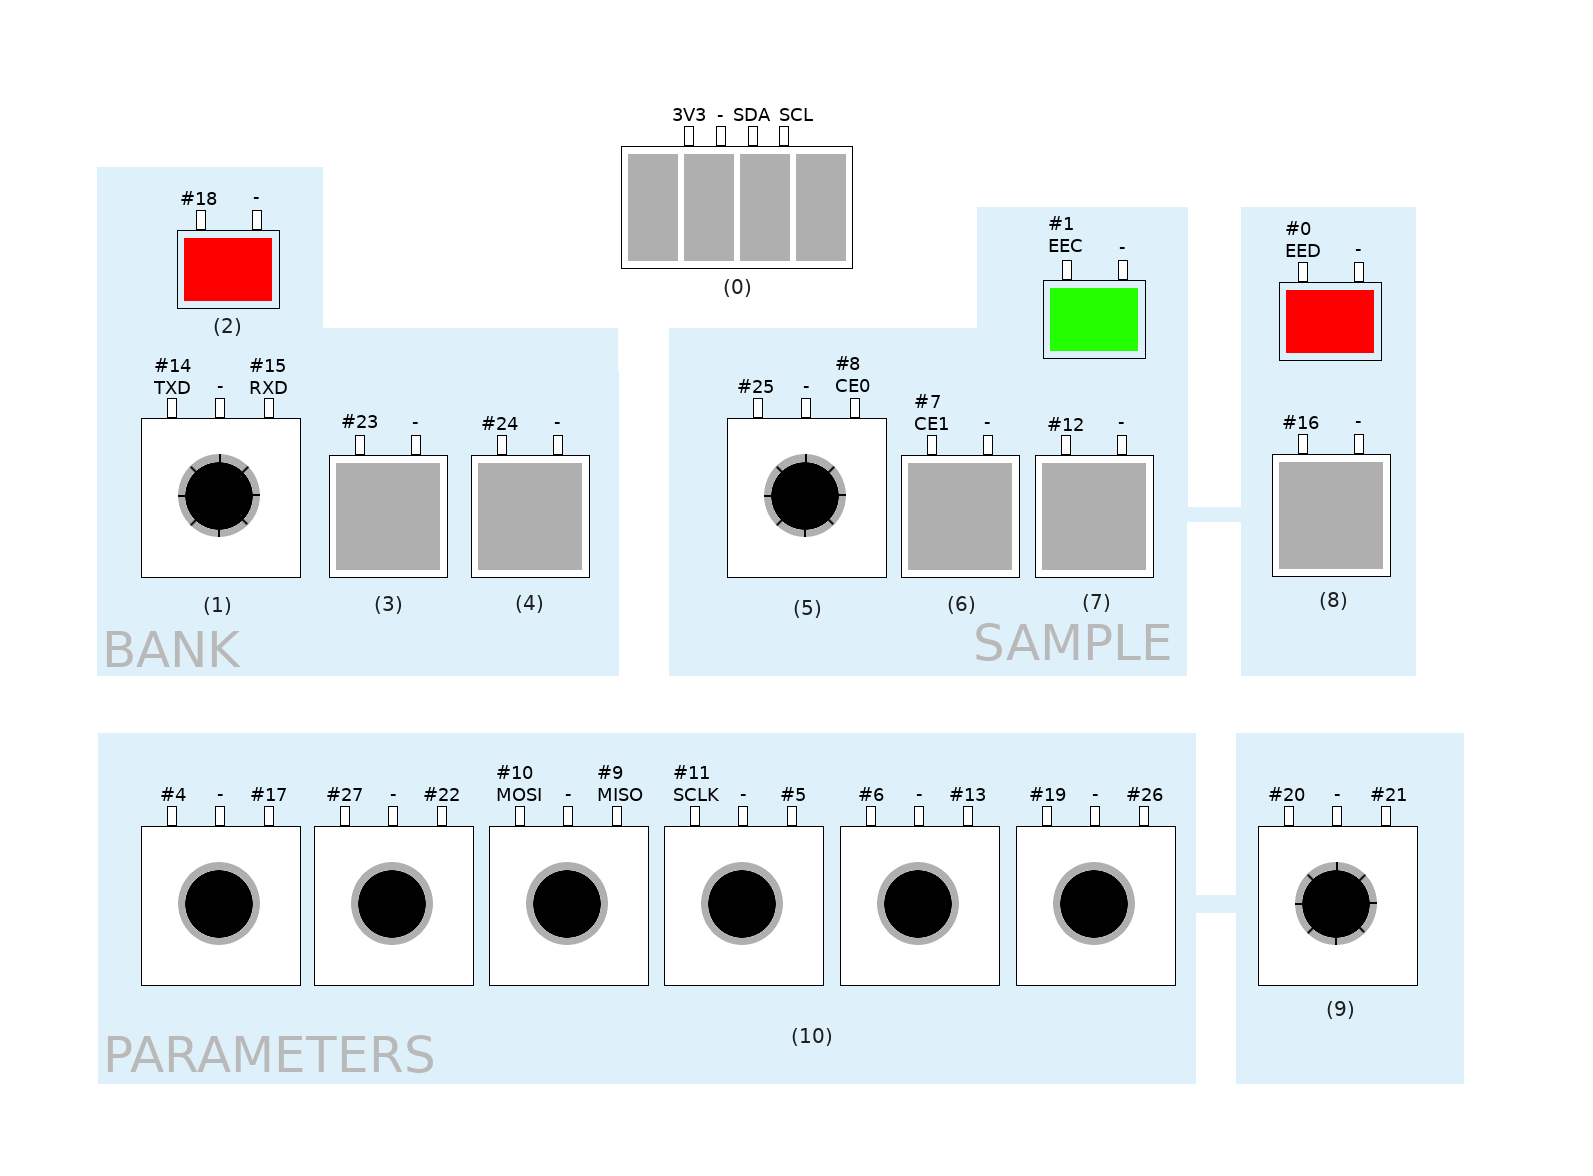 3V3 - SDA SCL
(0)
#18 -
(2)
#14
TXD - #15
RXD
(1)
#23 -
(3)
#24 -
(4)
BANK
#1
EEC -
#25 - #8
CE0
(5)
#7
CE1 -
(6)
#12 -
(7)
SAMPLE
#0
EED -
#16 -
(8)
#4 - #17
#27 - #22
#10
MOSI - #9
MISO
#11
SCLK - #5
#6 - #13
#19 - #26
(10)
PARAMETERS
#20 - #21
(9)